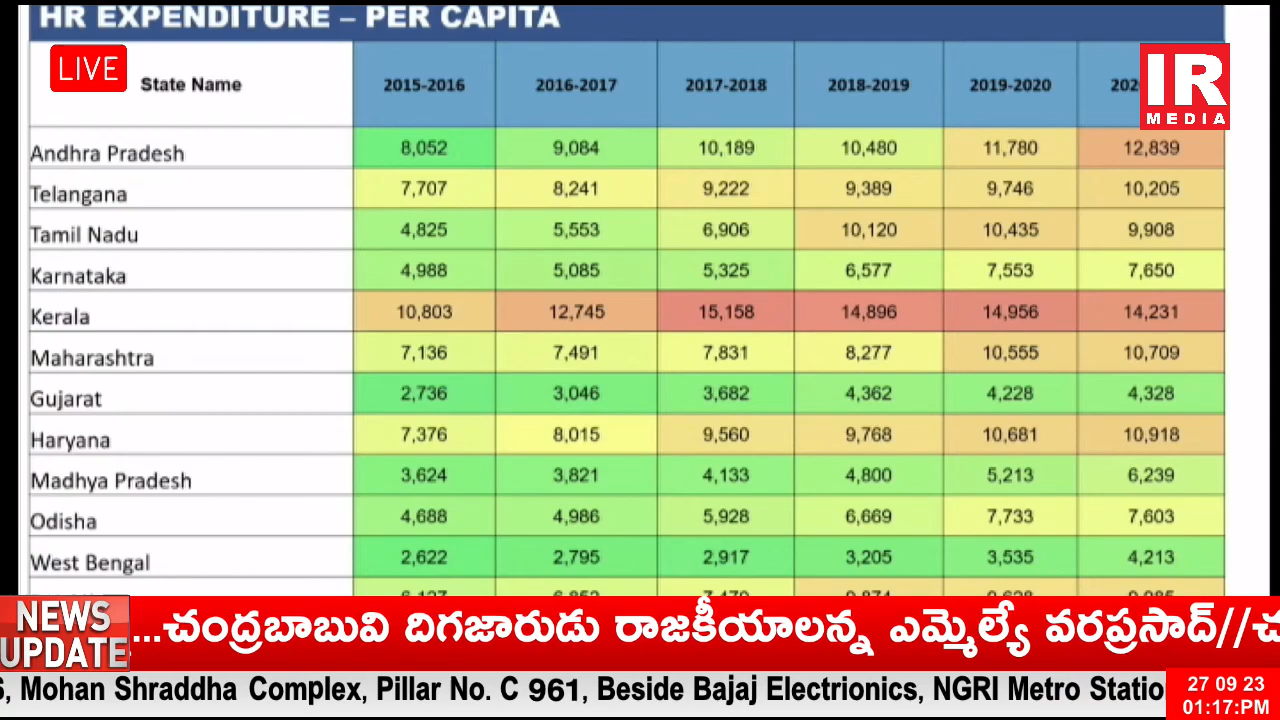 HR EXPENDITURE – PER CAPITA
LIVE
IR
MEDIA
State Name 2015-2016 2016-2017 2017-2018 2018-2019 2019-2020
Andhra Pradesh 8,052 9,084 10,189 10,480 11,780 12,839
Telangana 7,707 8,241 9,222 9,389 9,746 10,205
Tamil Nadu 4,825 5,553 6,906 10,120 10,435 9,908
Karnataka 4,988 5,085 5,325 6,577 7,553 7,650
Kerala 10,803 12,745 15,158 14,896 14,956 14,231
Maharashtra 7,136 7,491 7,831 8,277 10,555 10,709
Gujarat 2,736 3,046 3,682 4,362 4,228 4,328
Haryana 7,376 8,015 9,560 9,768 10,681 10,918
Madhya Pradesh 3,624 3,821 4,133 4,800 5,213 6,239
Odisha 4,688 4,986 5,928 6,669 7,733 7,603
West Bengal 2,622 2,795 2,917 3,205 3,535 4,213
NEWS
UPDATE
...చంద్రబాబువి దిగజారుడు రాజకీయాలన్న ఎమ్మెల్యే వరప్రసాద్//చ
S, Mohan Shraddha Complex, Pillar No. C 961, Beside Bajaj Electrionics, NGRI Metro Statio
27 09 23
01:17:PM